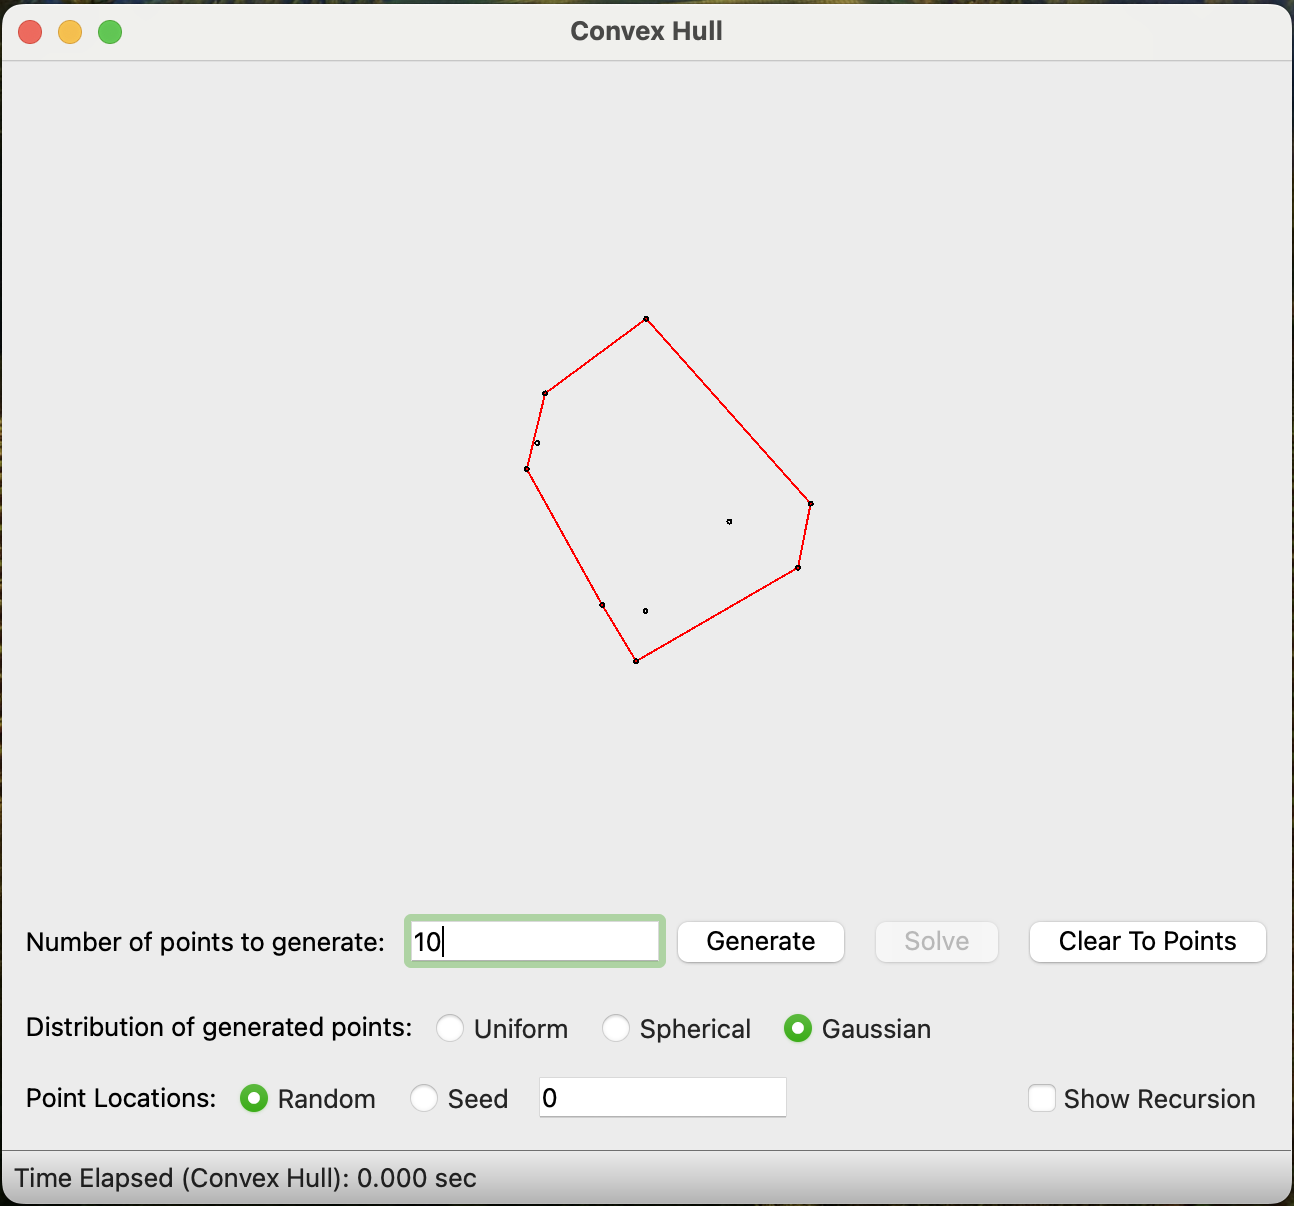 Convex Hull
Number of points to generate: 10 Generate Solve Clear To Points
Distribution of generated points: Uniform Spherical Gaussian
Point Locations: Random Seed 0 Show Recursion
Time Elapsed (Convex Hull): 0.000 sec